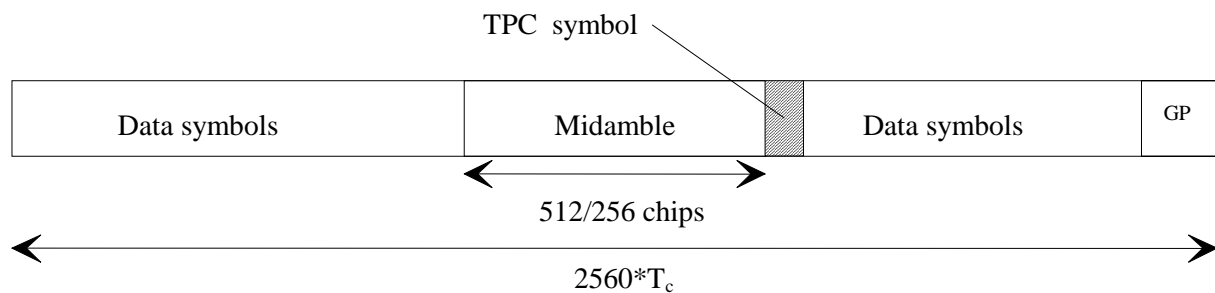 TPC symbol
Data symbols
Midamble
Data symbols
GP
512/256 chips
2560*Tc